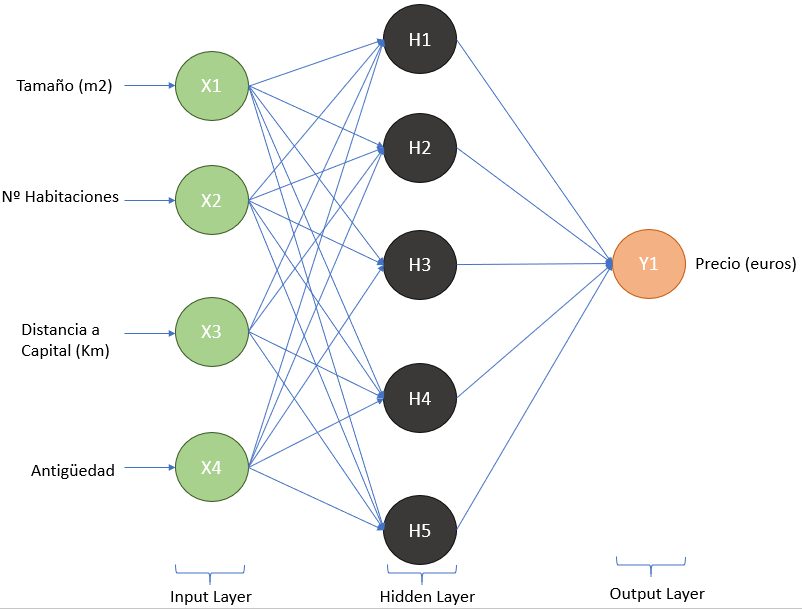 Tamaño (m2)
Nº Habitaciones
Distancia a
Capital (Km)
Antigüedad
X1
X2
X3
X4
H1
H2
H3
H4
H5
Y1
Precio (euros)
Input Layer
Hidden Layer
Output Layer